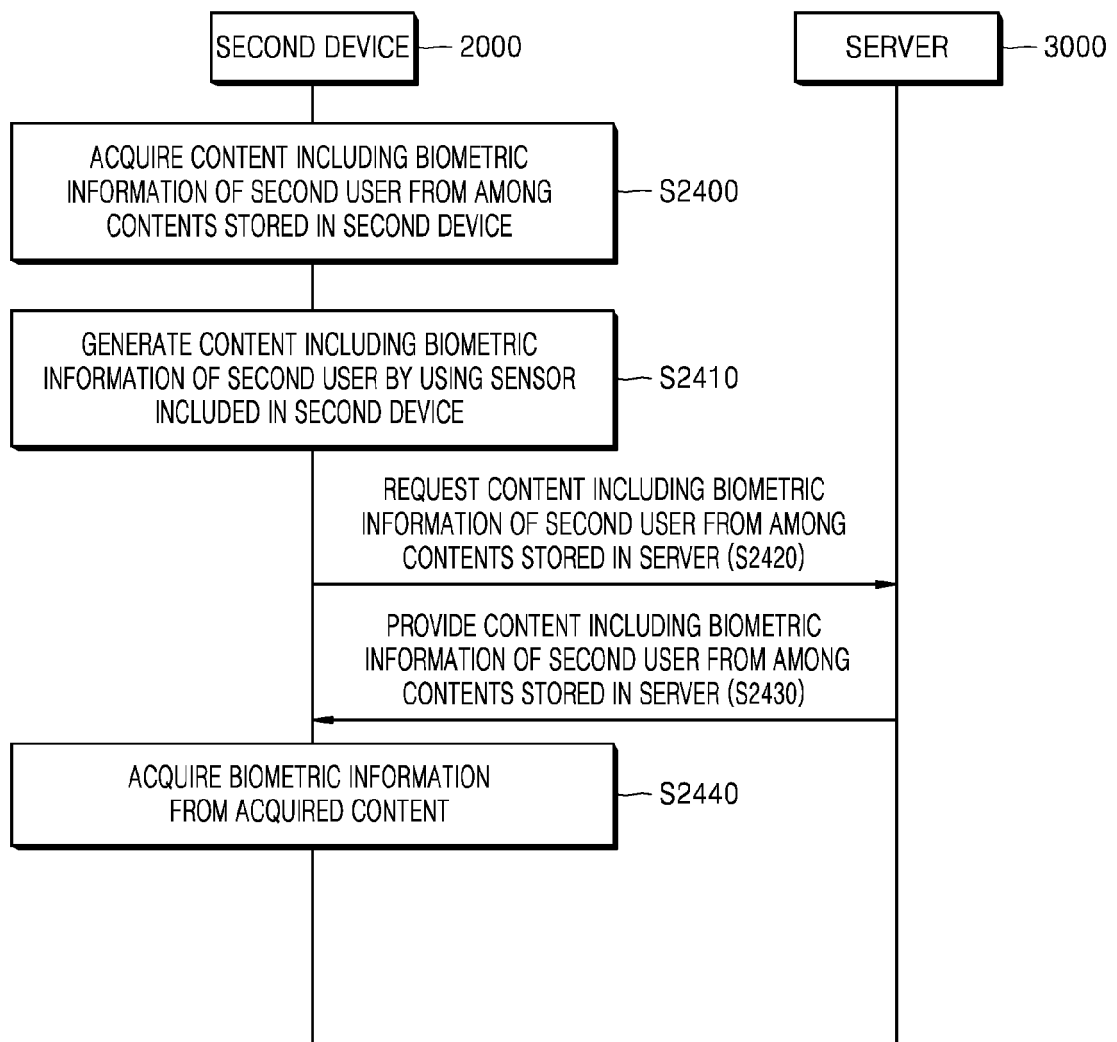 SECOND DEVICE 2000
SERVER 3000
ACQUIRE CONTENT INCLUDING BIOMETRIC
INFORMATION OF SECOND USER FROM AMONG
CONTENTS STORED IN SECOND DEVICE
S2400
GENERATE CONTENT INCLUDING BIOMETRIC
INFORMATION OF SECOND USER BY USING SENSOR
INCLUDED IN SECOND DEVICE
S2410
REQUEST CONTENT INCLUDING BIOMETRIC
INFORMATION OF SECOND USER FROM AMONG
CONTENTS STORED IN SERVER (S2420)
PROVIDE CONTENT INCLUDING BIOMETRIC
INFORMATION OF SECOND USER FROM AMONG
CONTENTS STORED IN SERVER (S2430)
ACQUIRE BIOMETRIC INFORMATION
FROM ACQUIRED CONTENT
S2440